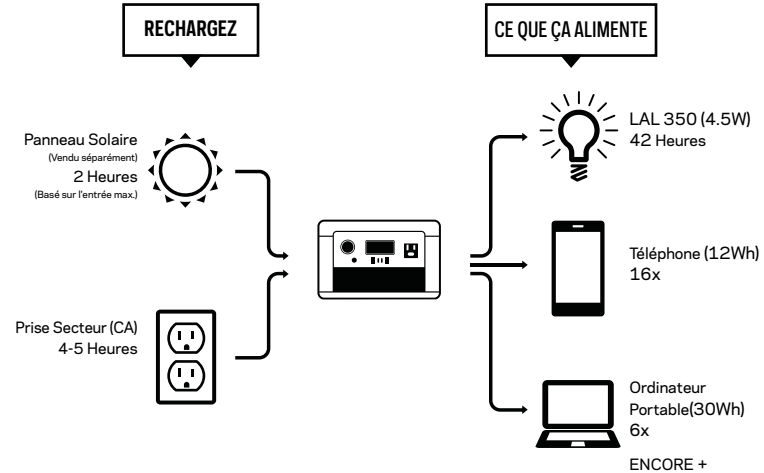 RECHARGEZ
CE QUE ÇA ALIMENTE
Panneau Solaire
(Vendu séparément)
2 Heures
(Basé sur l'entrée max.)
Prise Secteur (CA)
4-5 Heures
LAL 350 (4.5W)
42 Heures
Téléphone (12Wh)
16x
Ordinateur
Portable(30Wh)
6x
ENCORE +